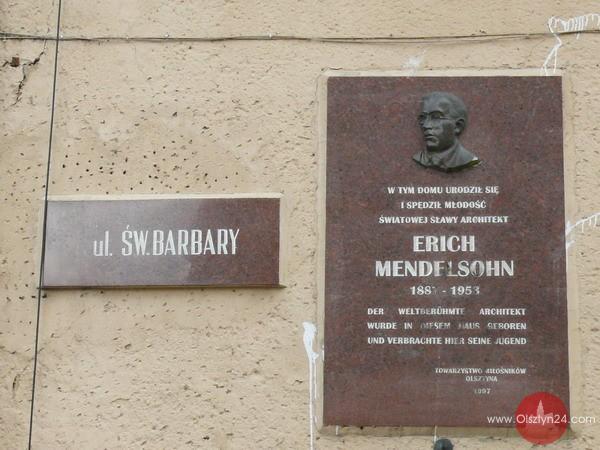 ul. ŚW. BARBARY
W TYM DOMU URODZIŁ SIĘ
I SPĘDZIŁ MŁODOŚĆ
ŚWIATOWEJ SŁAWY ARCHITEKT
ERICH
MENDELSOHN
1887 - 1953
DER WELTBERÜHMTE ARCHITEKT
WURDE IN DIESEM HAUS GEBOREN
UND VERBRACHTE HIER SEINE JUGEND
TOWARZYSTWO MIŁOŚNIKÓW
OLSZTYNA
1997
www.Olsztyn24.com